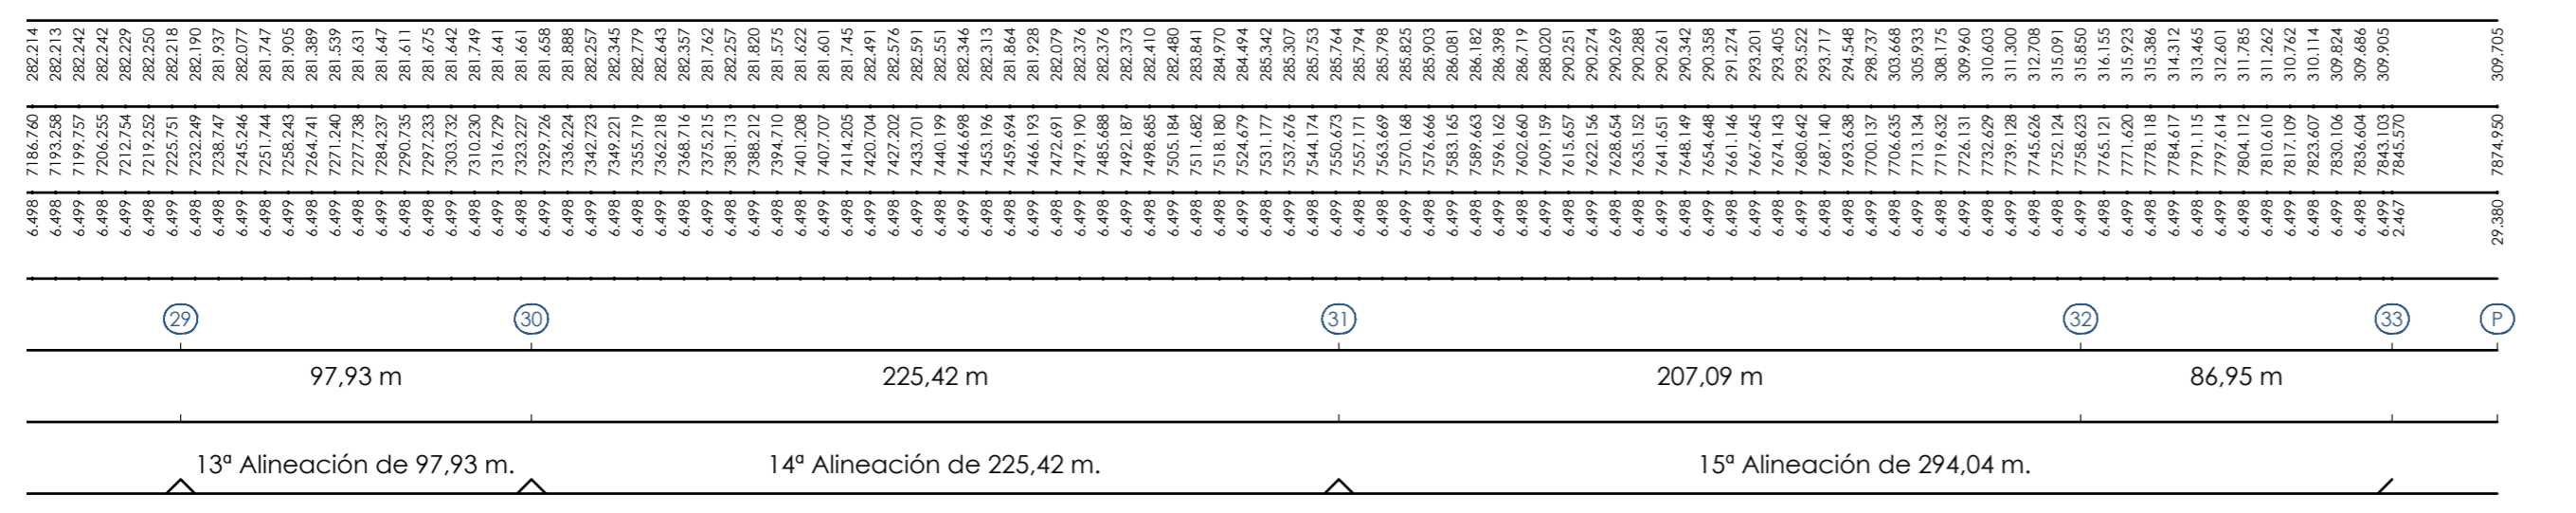 282.214 282.213 282.242 282.242 282.229 282.250 282.218 282.190 281.937 282.077 281.747 281.905 281.389 281.539 281.631 281.647 281.611 281.675 281.642 281.749 281.641 281.661 281.658 281.888 282.257 282.345 282.779 282.643 282.357 281.762 282.257 281.820 281.575 281.622 281.601 281.745 282.491 282.576 282.591 282.551 282.346 282.313 281.864 281.928 282.079 282.376 282.376 282.373 282.410 282.480 283.841 284.970 284.494 285.342 285.307 285.753 285.764 285.794 285.798 285.825 285.903 286.081 286.182 286.398 286.719 288.020 290.251 290.274 290.269 290.288 290.261 290.342 290.358 291.274 293.201 293.405 293.522 293.717 294.548 298.737 303.668 305.933 308.175 309.960 310.603 311.300 312.708 315.091 315.850 316.155 315.923 315.386 314.312 313.465 312.601 311.785 311.262 310.762 310.114 309.824 309.686 309.905 309.705
7186.760 7193.258 7199.757 7206.255 7212.754 7219.252 7225.751 7232.249 7238.747 7245.246 7251.744 7258.243 7264.741 7271.240 7277.738 7284.237 7290.735 7297.233 7303.732 7310.230 7316.729 7323.227 7329.726 7336.224 7342.723 7349.221 7355.719 7362.218 7368.716 7375.215 7381.713 7388.212 7394.710 7401.208 7407.707 7414.205 7420.704 7427.202 7433.701 7440.199 7446.698 7453.196 7459.694 7466.193 7472.691 7479.190 7485.688 7492.187 7498.685 7505.184 7511.682 7518.180 7524.679 7531.177 7537.676 7544.174 7550.673 7557.171 7563.669 7570.168 7576.666 7583.165 7589.663 7596.162 7602.660 7609.159 7615.657 7622.156 7628.654 7635.152 7641.651 7648.149 7654.648 7661.146 7667.645 7674.143 7680.642 7687.140 7693.638 7700.137 7706.635 7713.134 7719.632 7726.131 7732.629 7739.128 7745.626 7752.124 7758.623 7765.121 7771.620 7778.118 7784.617 7791.115 7797.614 7804.112 7810.610 7817.109 7823.607 7830.106 7836.604 7843.103 7845.570 7874.950
6.498 6.498 6.499 6.498 6.499 6.498 6.499 6.498 6.498 6.499 6.498 6.499 6.498 6.499 6.498 6.499 6.498 6.498 6.499 6.498 6.499 6.498 6.499 6.498 6.499 6.498 6.498 6.499 6.498 6.499 6.498 6.499 6.498 6.498 6.499 6.498 6.499 6.498 6.499 6.498 6.499 6.498 6.498 6.499 6.498 6.499 6.498 6.499 6.498 6.499 6.498 6.498 6.499 6.498 6.499 6.498 6.499 6.498 6.498 6.499 6.498 6.499 6.498 6.499 6.498 6.499 6.498 6.499 6.498 6.498 6.499 6.498 6.499 6.498 6.499 6.498 6.499 6.498 6.498 6.499 6.498 6.499 6.498 6.499 6.498 6.499 6.498 6.498 6.499 6.498 6.499 6.498 6.499 6.498 6.499 6.498 6.498 6.499 6.498 6.499 6.498 6.499 2.467 29.380
29 30 31 32 33 P
97,93 m 225,42 m 207,09 m 86,95 m
13ª Alineación de 97,93 m. 14ª Alineación de 225,42 m. 15ª Alineación de 294,04 m.